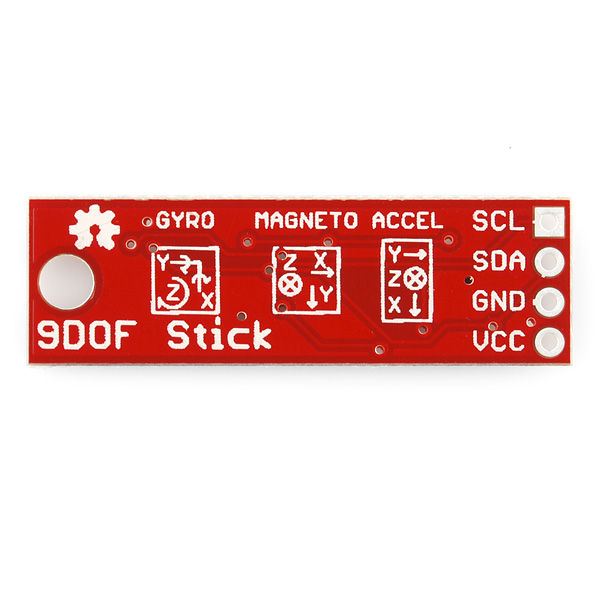 GYRO MAGNETO ACCEL SCL
Y Z X Y
Z X Y Z SDA
X GND
9DOF Stick VCC